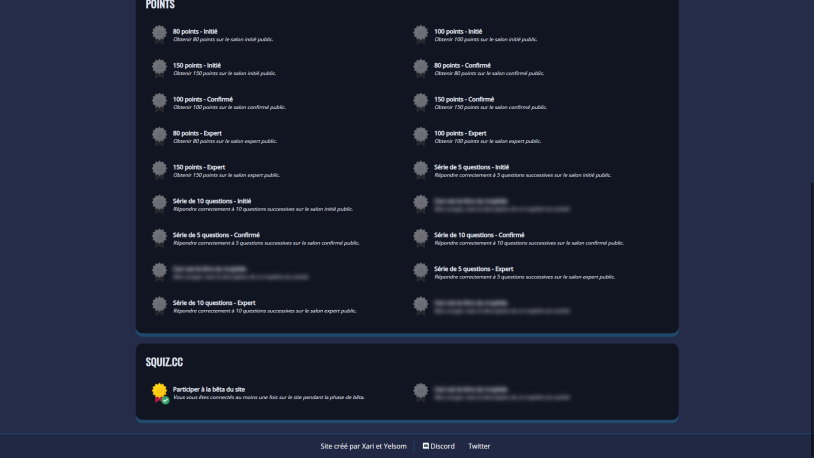 POINTS
80 points - Initié
Obtenir 80 points sur le salon initié public.
100 points - Initié
Obtenir 100 points sur le salon initié public.
150 points - Initié
Obtenir 150 points sur le salon initié public.
80 points - Confirmé
Obtenir 80 points sur le salon confirmé public.
100 points - Confirmé
Obtenir 100 points sur le salon confirmé public.
150 points - Confirmé
Obtenir 150 points sur le salon confirmé public.
80 points - Expert
Obtenir 80 points sur le salon expert public.
100 points - Expert
Obtenir 100 points sur le salon expert public.
150 points - Expert
Obtenir 150 points sur le salon expert public.
Série de 5 questions - Initié
Répondre correctement à 5 questions successives sur le salon initié public.
Série de 10 questions - Initié
Répondre correctement à 10 questions successives sur le salon initié public.
Série de 5 questions - Confirmé
Répondre correctement à 5 questions successives sur le salon confirmé public.
Série de 10 questions - Confirmé
Répondre correctement à 10 questions successives sur le salon confirmé public.
Série de 5 questions - Expert
Répondre correctement à 5 questions successives sur le salon expert public.
Série de 10 questions - Expert
Répondre correctement à 10 questions successives sur le salon expert public.
SQUIZ.CC
Participer à la bêta du site
Vous vous êtes connectés au moins une fois sur le site pendant la phase de bêta.
Site créé par Xari et Yelsom
Discord
Twitter